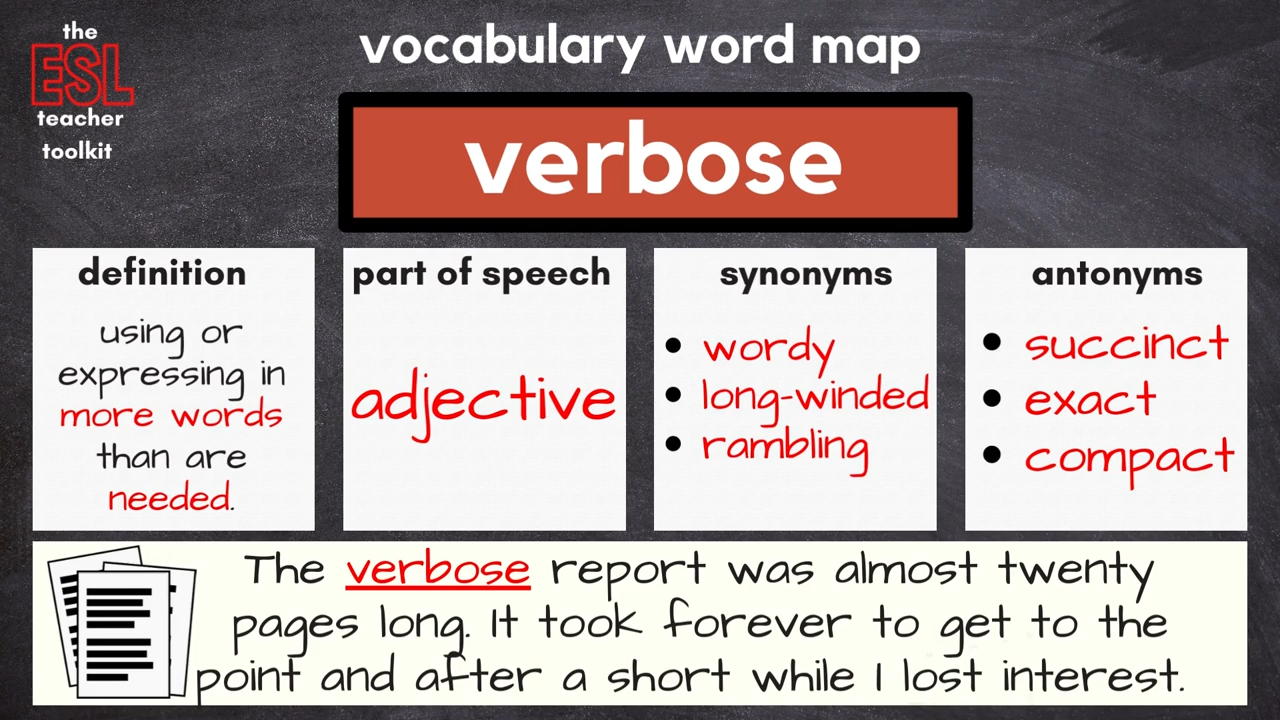 the
ESL
teacher
toolkit
vocabulary word map
verbose
definition
using or
expressing in
more words
than are
needed.
part of speech
adjective
synonyms
• wordy
• long-winded
• rambling
antonyms
• succinct
• exact
• compact
The verbose report was almost twenty
pages long. It took forever to get to the
point and after a short while I lost interest.